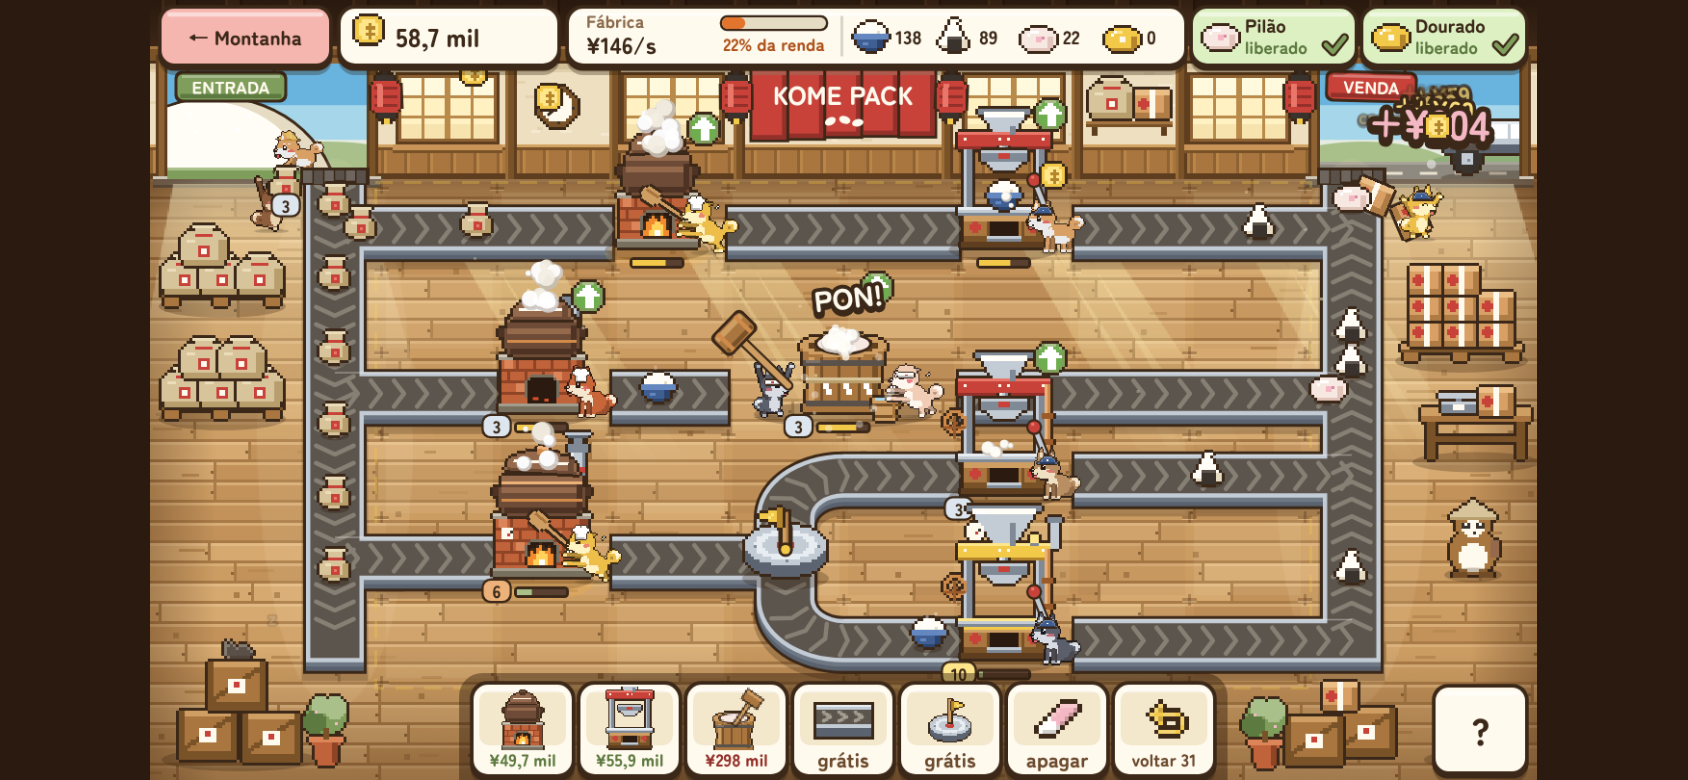 ← Montanha
58,7 mil
Fábrica
¥146/s
22% da renda
138
89
22
0
Pilão
liberado
Dourado
liberado
ENTRADA
KOME PACK
VENDA
3
PON!
3
3
3
6
10
¥49,7 mil
¥55,9 mil
¥298 mil
grátis
grátis
apagar
voltar 31
?